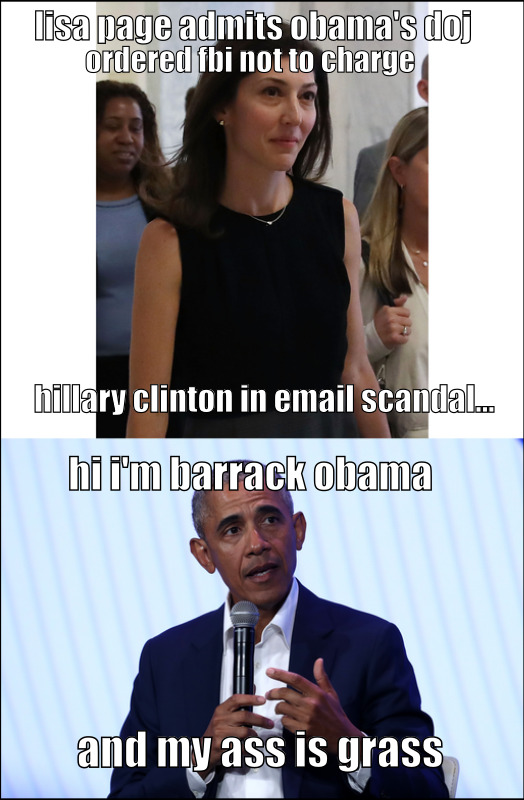 lisa page admits obama's doj
ordered fbi not to charge
hillary clinton in email scandal...
hi i'm barrack obama
and my ass is grass